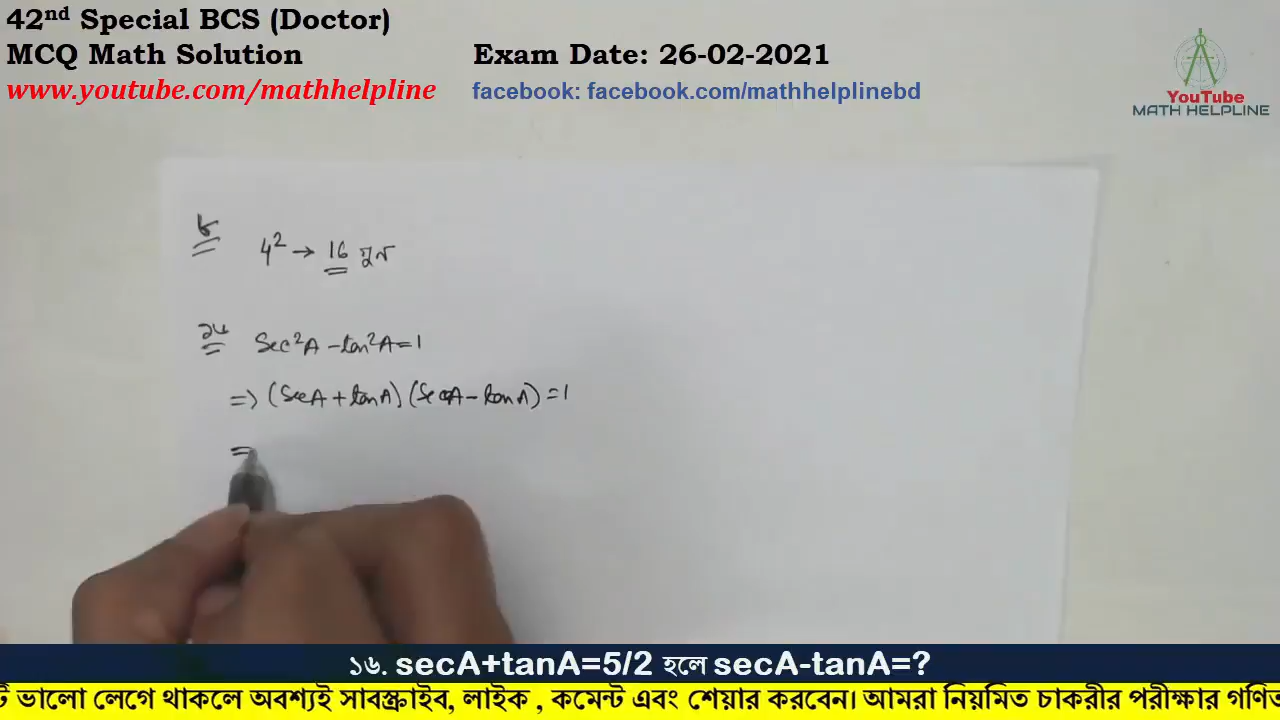 42nd Special BCS (Doctor)
MCQ Math Solution
Exam Date: 26-02-2021
www.youtube.com/mathhelpline
facebook: facebook.com/mathhelplinebd
YouTube
MATH HELPLINE
৮
4² → 16 গুন
১৬
Sec²A - tan²A = 1
=> (SecA + tanA) (SecA - tanA) = 1
=
১৬. secA+tanA=5/2 হলে secA-tanA=?
ভালো লেগে থাকলে অবশ্যই সাবস্ক্রাইব, লাইক , কমেন্ট এবং শেয়ার করবেন। আমরা নিয়মিত চাকরীর পরীক্ষার